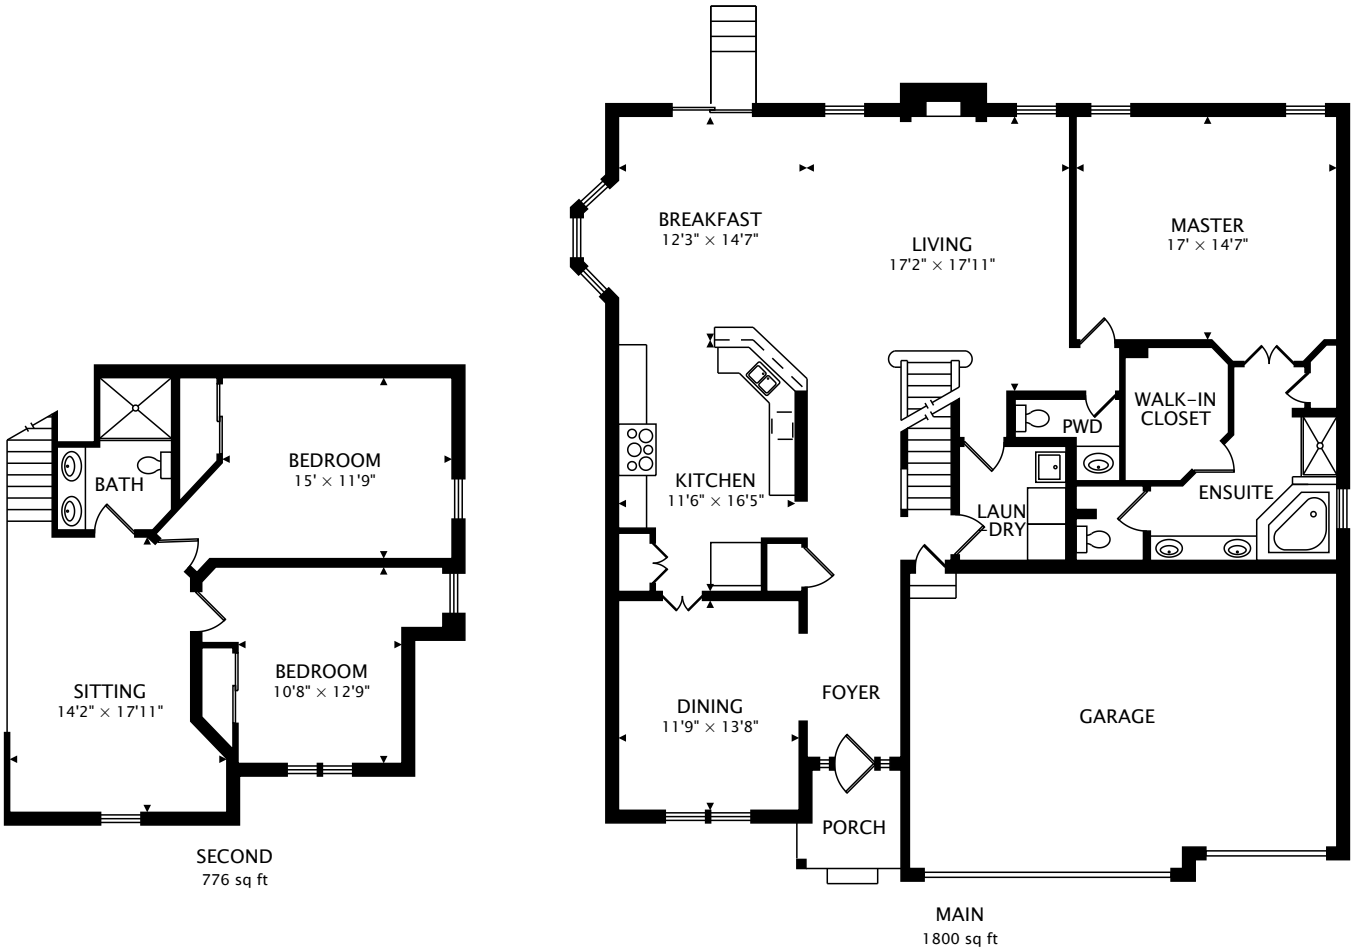 BREAKFAST
12'3" × 14'7"
LIVING
17'2" × 17'11"
MASTER
17' × 14'7"
WALK-IN
CLOSET
PWD
BEDROOM
15' × 11'9"
BATH
KITCHEN
11'6" × 16'5"
LAUN
-DRY
ENSUITE
BEDROOM
10'8" × 12'9"
SITTING
14'2" × 17'11"
DINING
11'9" × 13'8"
FOYER
GARAGE
PORCH
SECOND
776 sq ft
MAIN
1800 sq ft